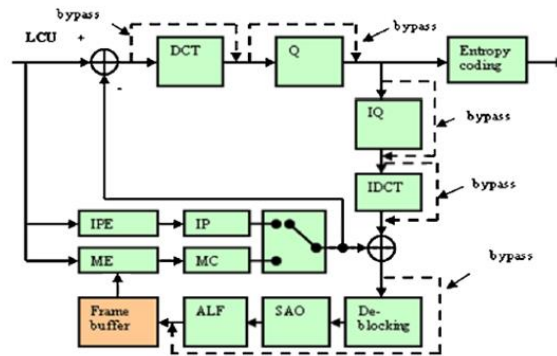 bypass
bypass
LCU
+
-
DCT
Q
Entropy
coding
IQ
bypass
IDCT
bypass
IPE
IP
ME
MC
bypass
Frame
buffer
ALF
SAO
De-
blocking